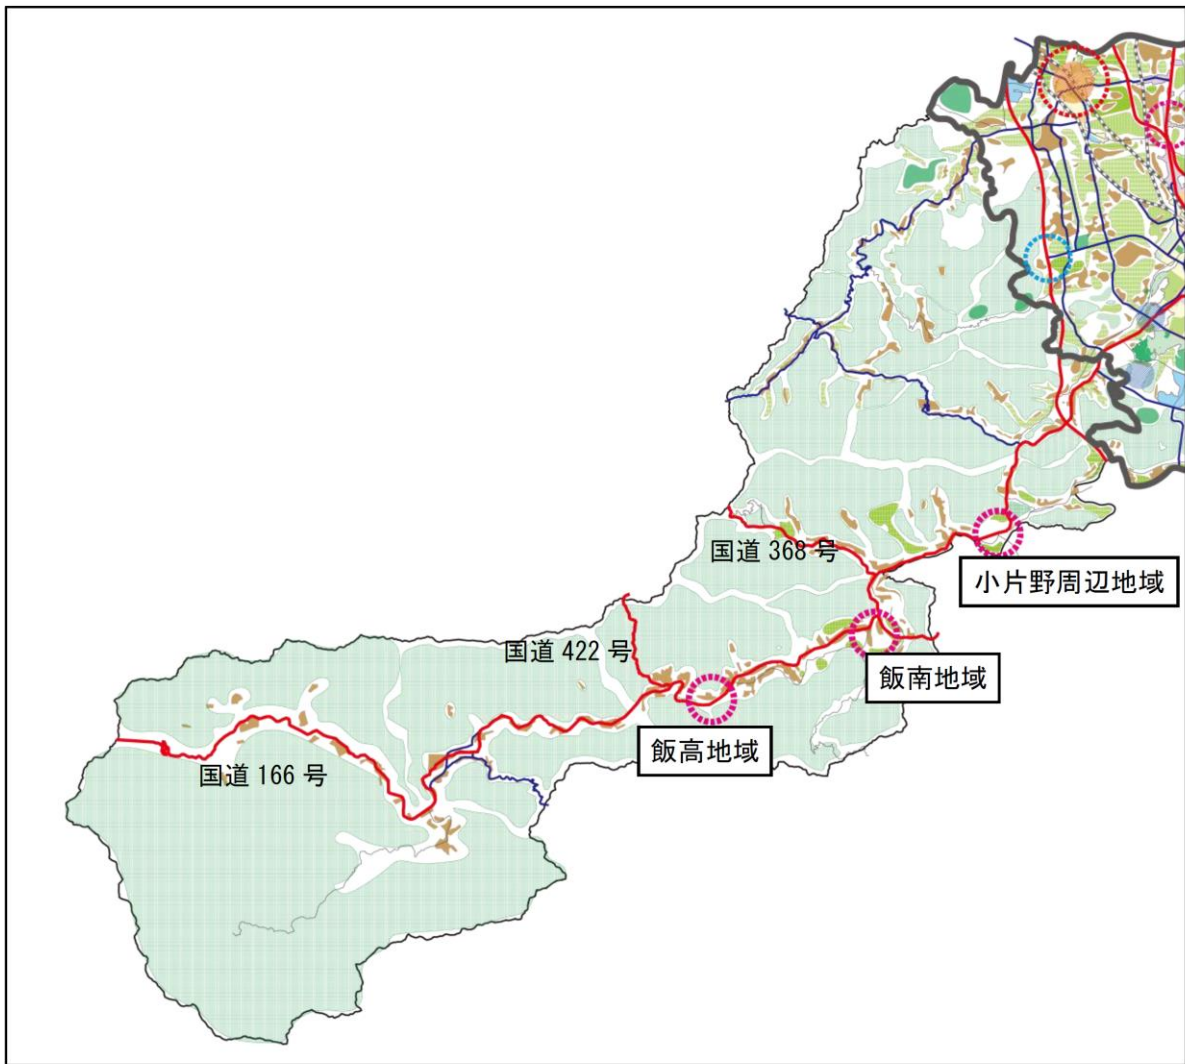 国道 368 号
小片野周辺地域
国道 422 号
飯南地域
飯高地域
国道 166 号